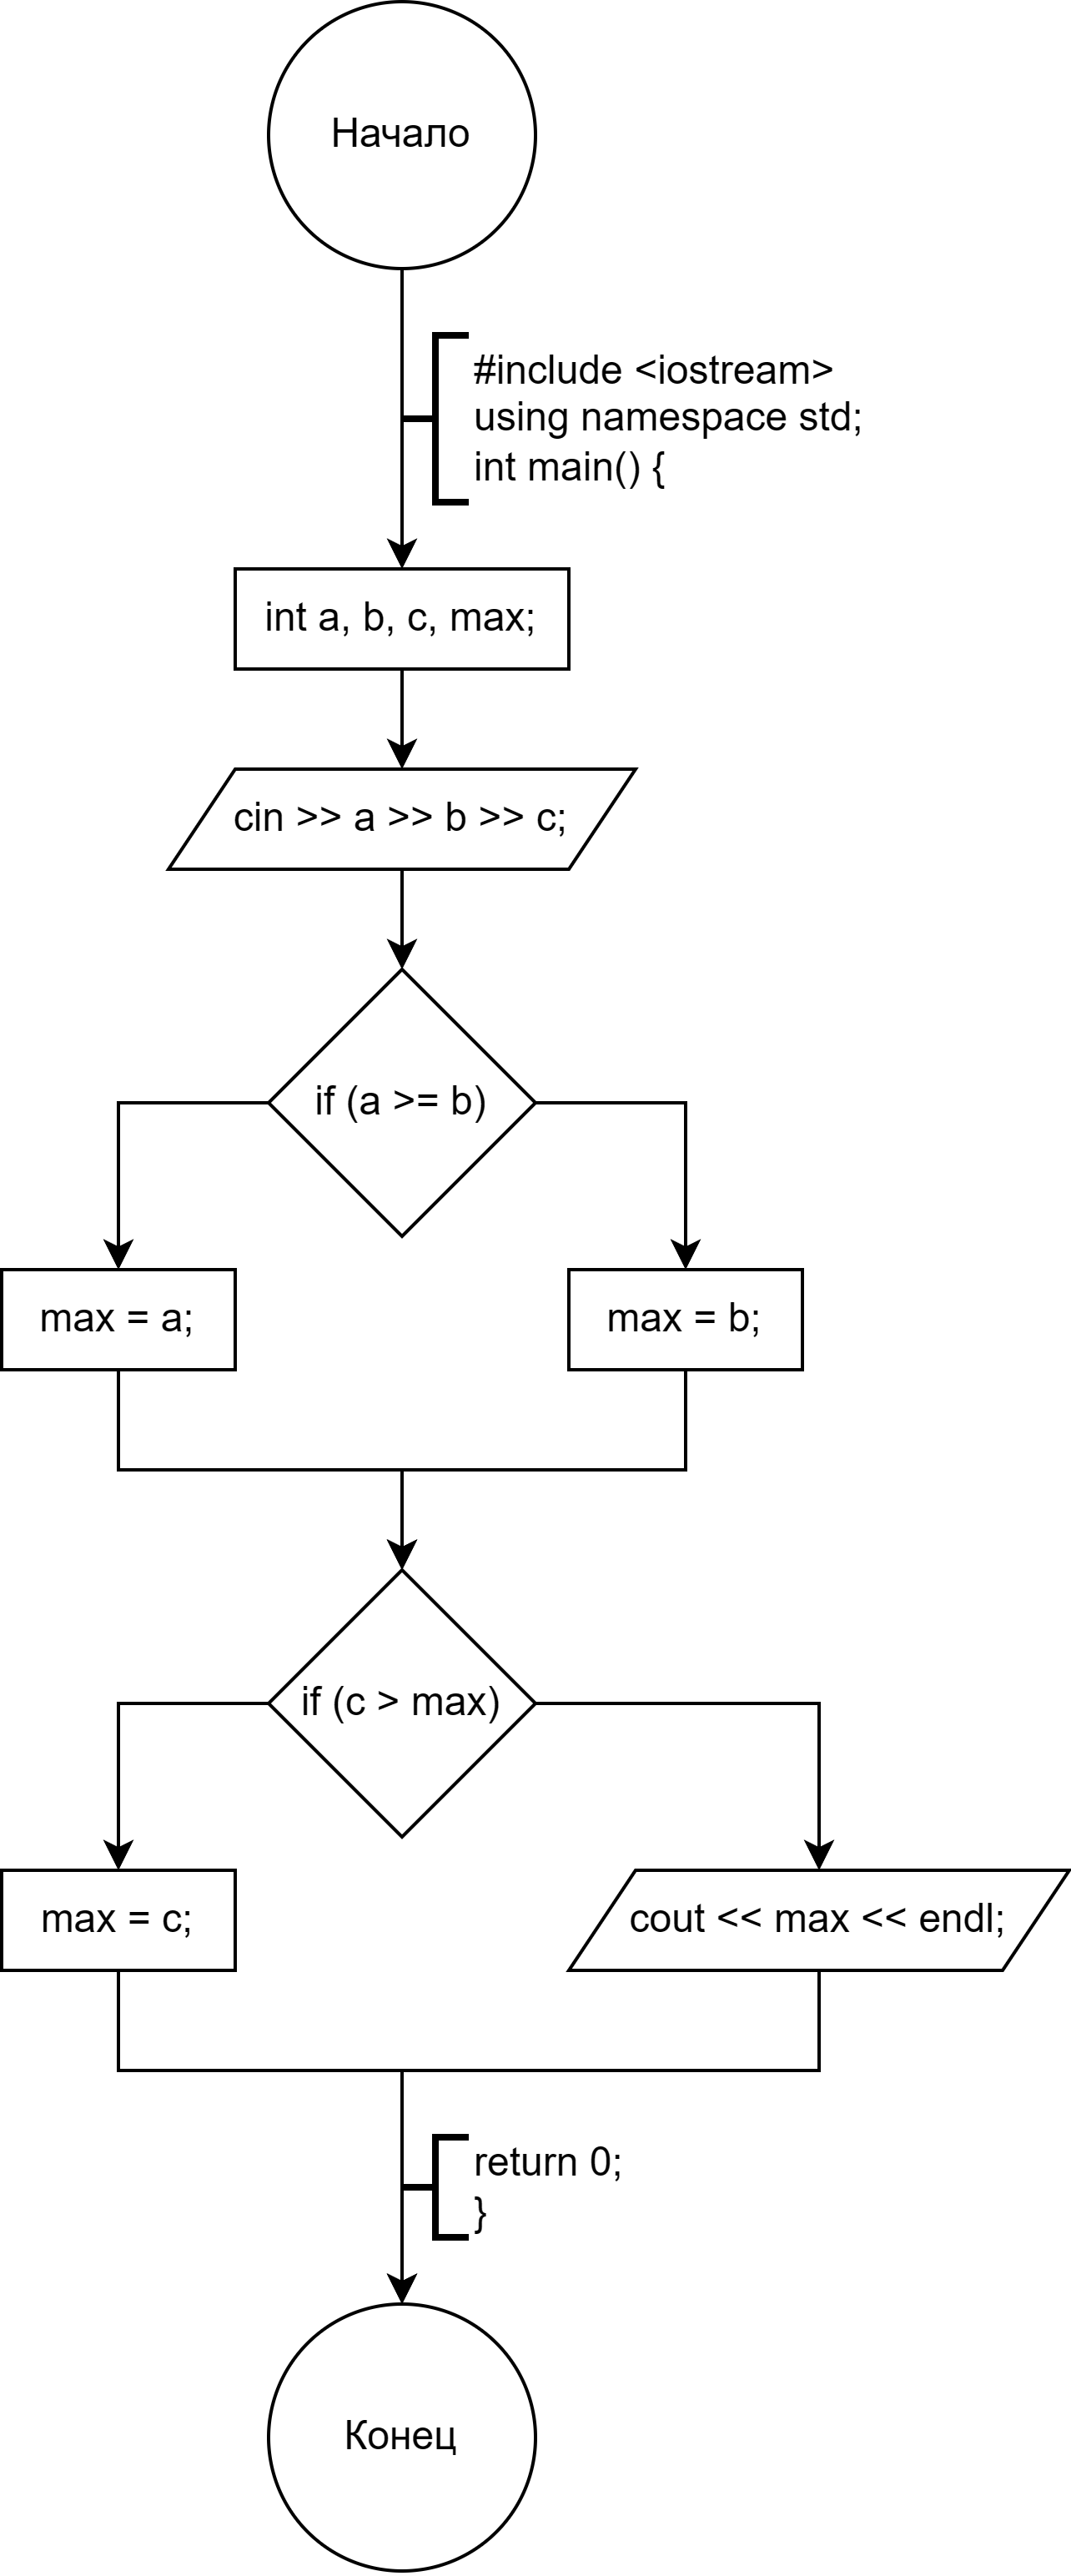 Начало
#include <iostream>
using namespace std;
int main() {
int a, b, c, max;
cin >> a >> b >> c;
if (a >= b)
max = a;
max = b;
if (c > max)
max = c;
cout << max << endl;
return 0;
}
Конец